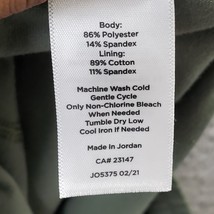 Body:
86% Polyester
14% Spandex
Lining:
89% Cotton
11% Spandex
Machine Wash Cold
Gentle Cycle
Only Non-Chlorine Bleach
When Needed
Tumble Dry Low
Cool Iron if Needed
Made in Jordan
CA# 23147
JO5375 02/21